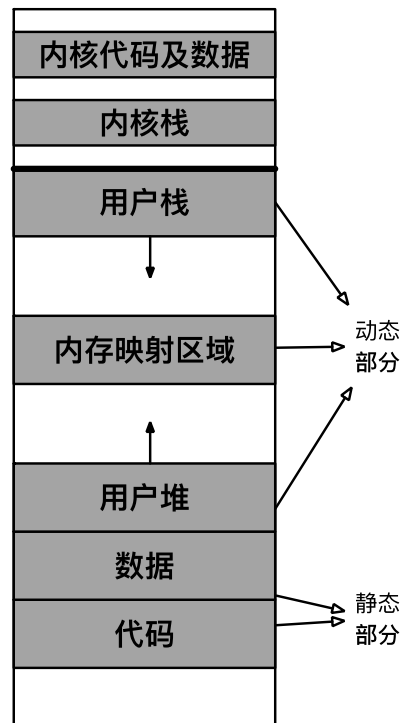 内核代码及数据
内核栈
用户栈
内存映射区域
动态
部分
用户堆
数据
代码
静态
部分